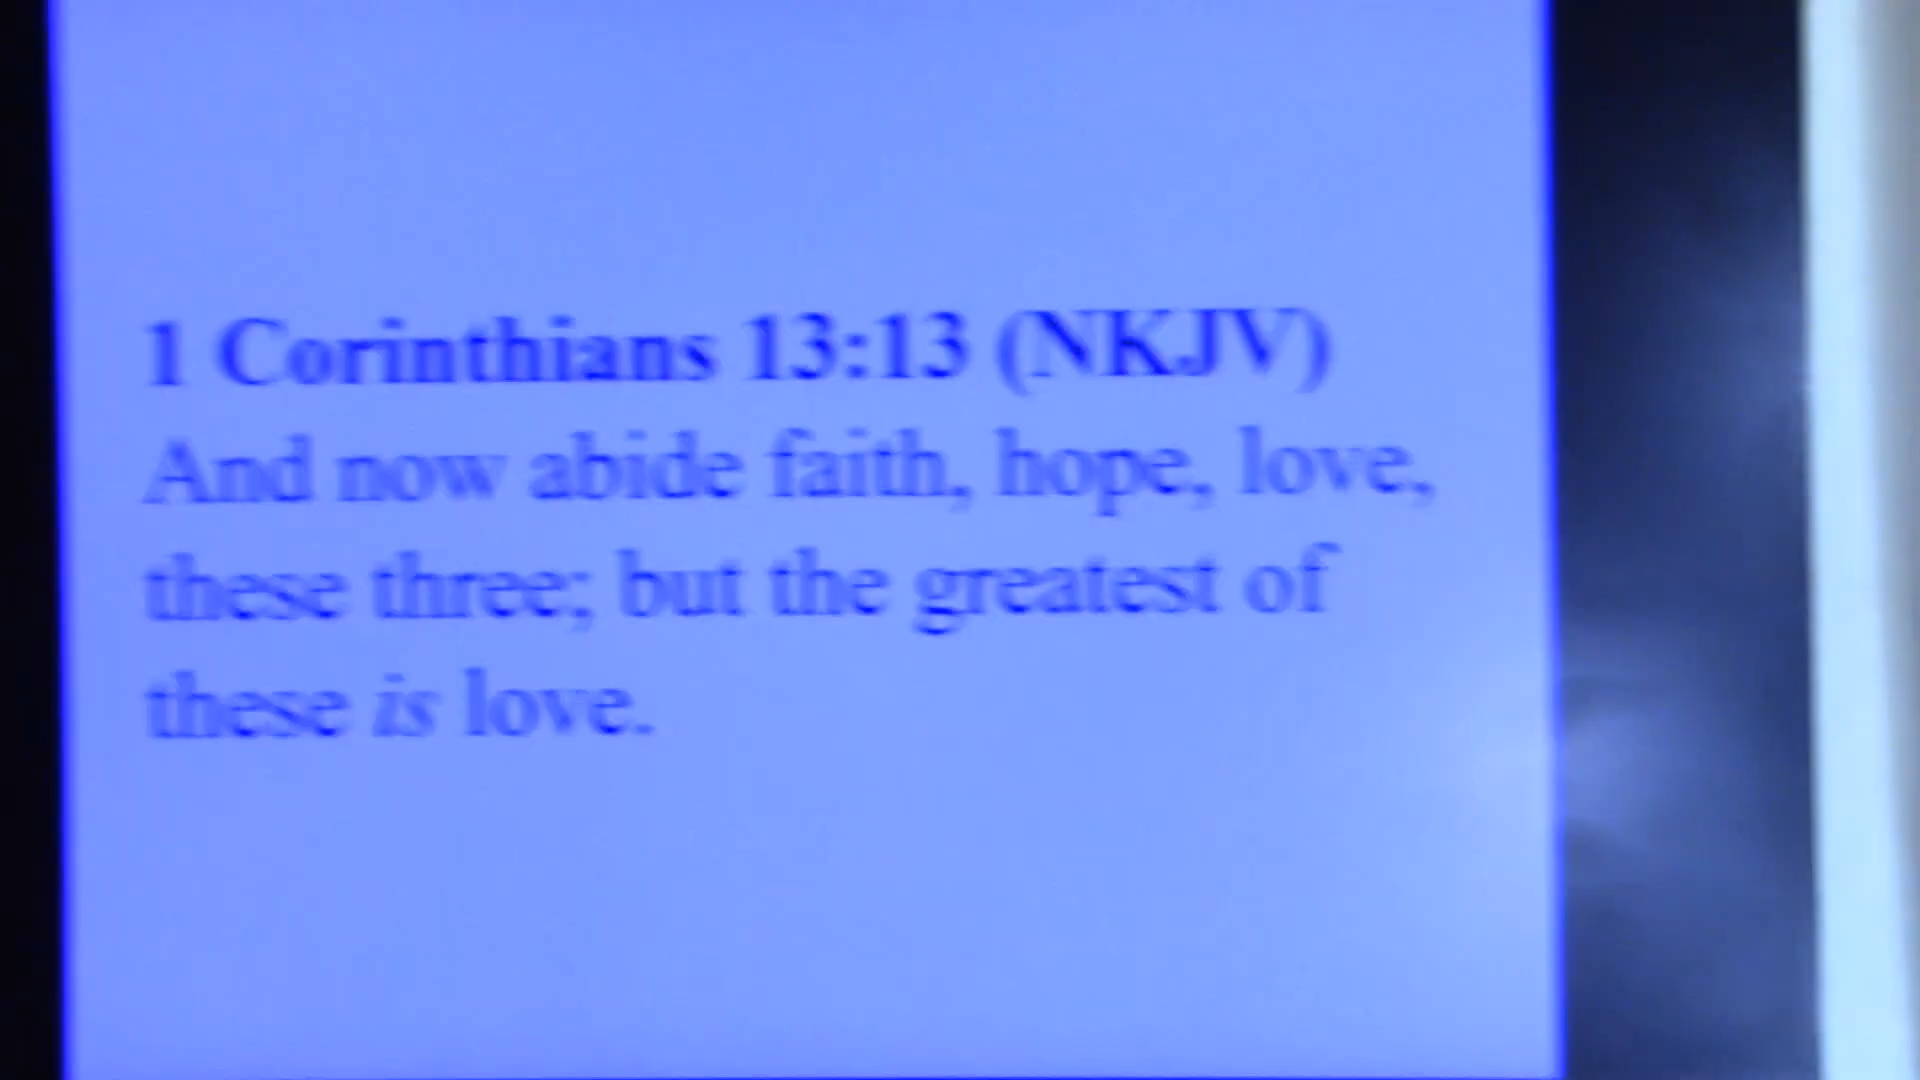 1 Corinthians 13:13 (NKJV)
And now abide faith, hope, love,
these three; but the greatest of
these is love.